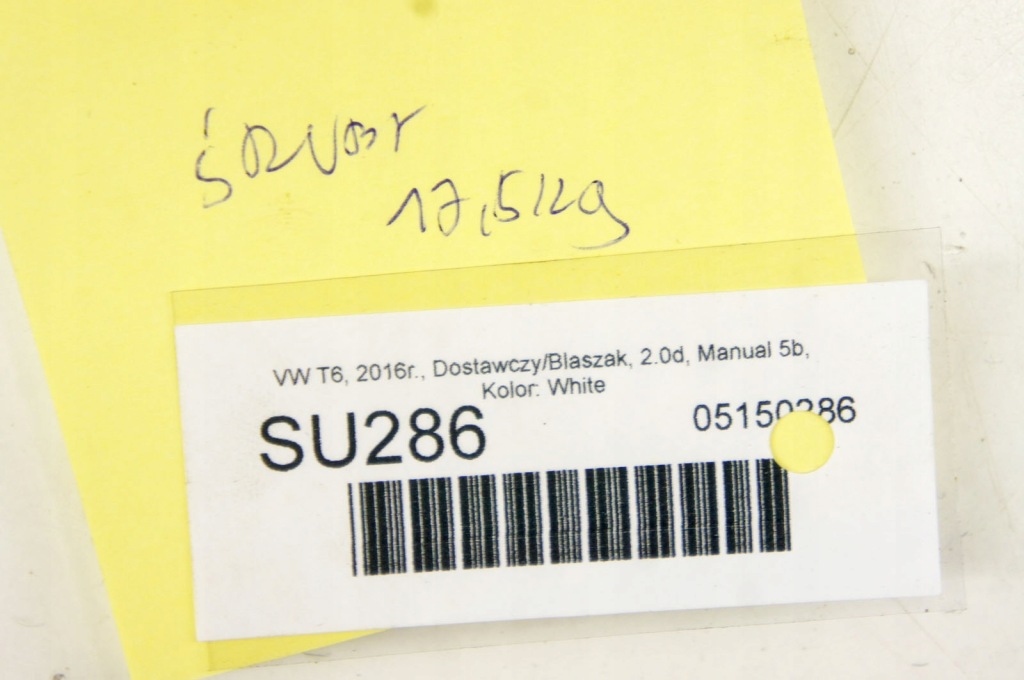 17,5kg
VW T6, 2016r., Dostawczy/Blaszak, 2.0d, Manual 5b,
Kolor: White
SU286
05150286